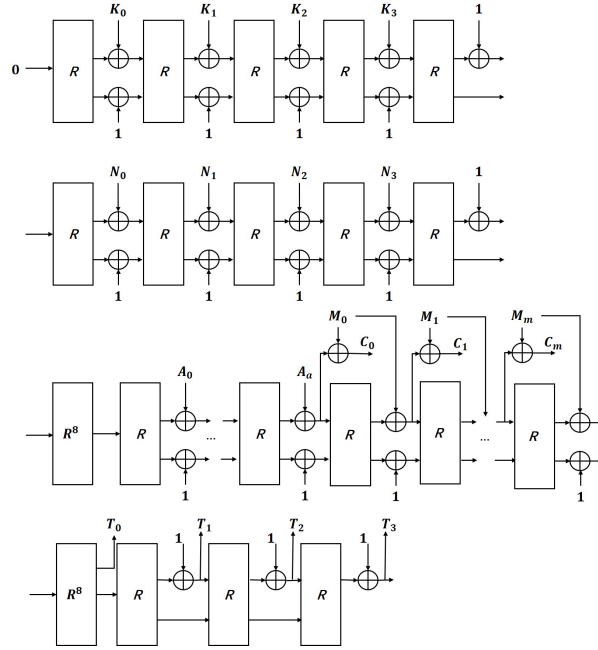 K₀ K₁ K₂ K₃ 1
0 R R R R R
1 1 1 1
N₀ N₁ N₂ N₃ 1
R R R R R
1 1 1 1
M₀ M₁ Mₘ
C₀ C₁ Cₘ
A₀ Aₐ
R⁸ R ... R R R ... R
1 1 1 1
T₀ 1 T₁ 1 T₂ 1 T₃
R⁸ R R R